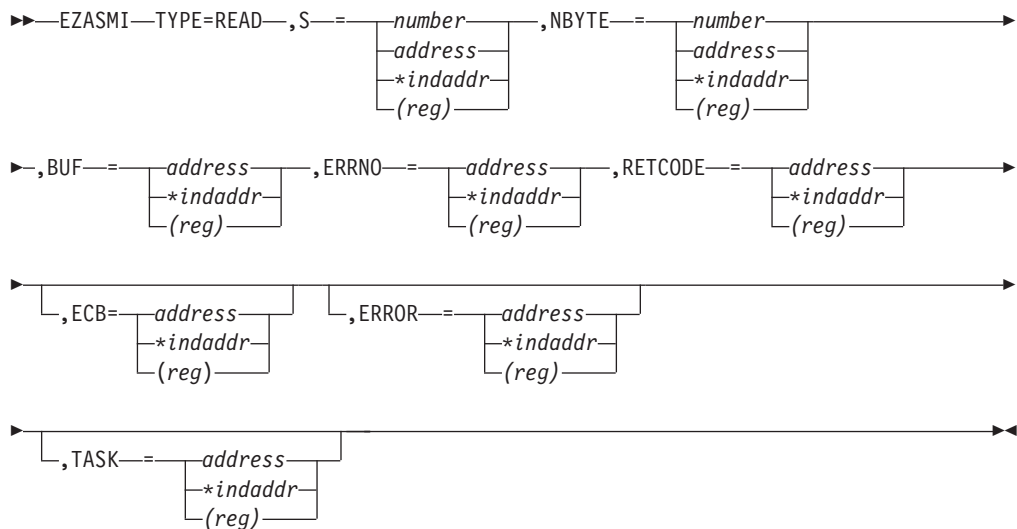 EZASMI TYPE=READ ,S = number ,NBYTE = number
address address
*indaddr *indaddr
(reg) (reg)
,BUF = address ,ERRNO = address ,RETCODE = address
*indaddr *indaddr *indaddr
(reg) (reg) (reg)
,ECB= address ,ERROR = address
*indaddr *indaddr
(reg) (reg)
,TASK = address
*indaddr
(reg)